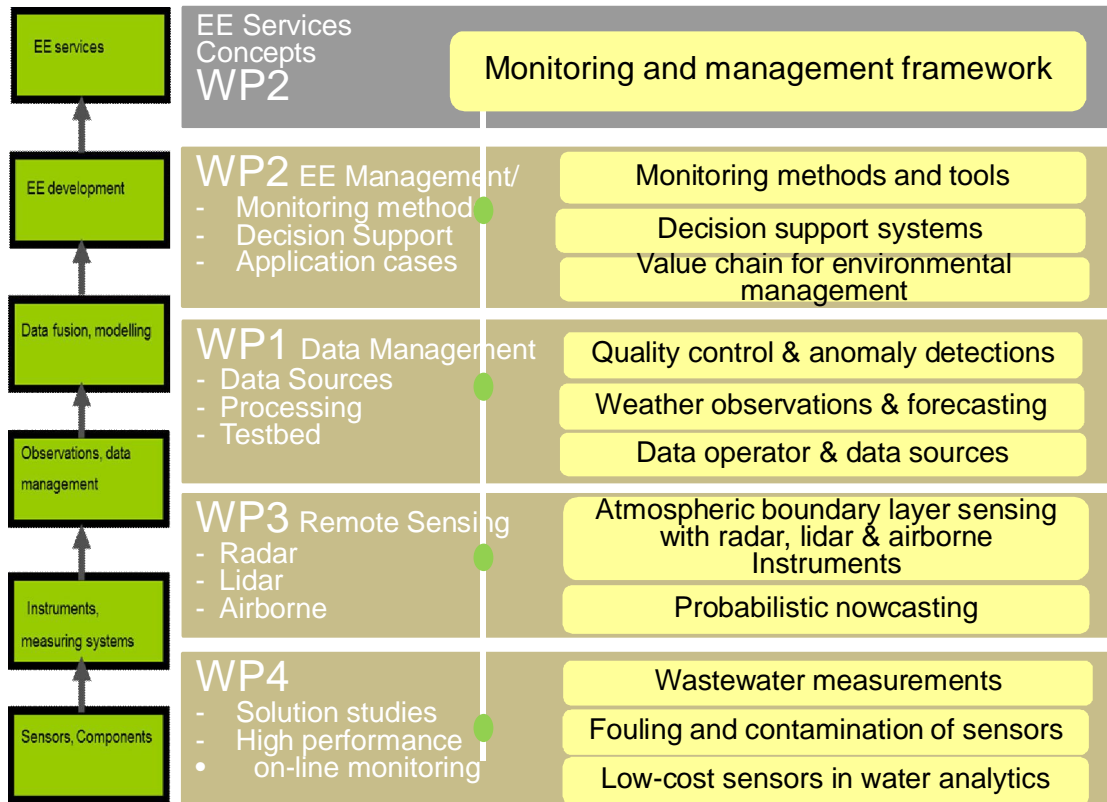 EE services
EE development
Data fusion, modelling
Observations, data
management
Instruments,
measuring systems
Sensors, Components
EE Services
Concepts
WP2
Monitoring and management framework
WP2 EE Management/
- Monitoring method
- Decision Support
- Application cases
Monitoring methods and tools
Decision support systems
Value chain for environmental
management
WP1 Data Management
- Data Sources
- Processing
- Testbed
Quality control & anomaly detections
Weather observations & forecasting
Data operator & data sources
WP3 Remote Sensing
- Radar
- Lidar
- Airborne
Atmospheric boundary layer sensing
with radar, lidar & airborne
Instruments
Probabilistic nowcasting
WP4
- Solution studies
- High performance
• on-line monitoring
Wastewater measurements
Fouling and contamination of sensors
Low-cost sensors in water analytics